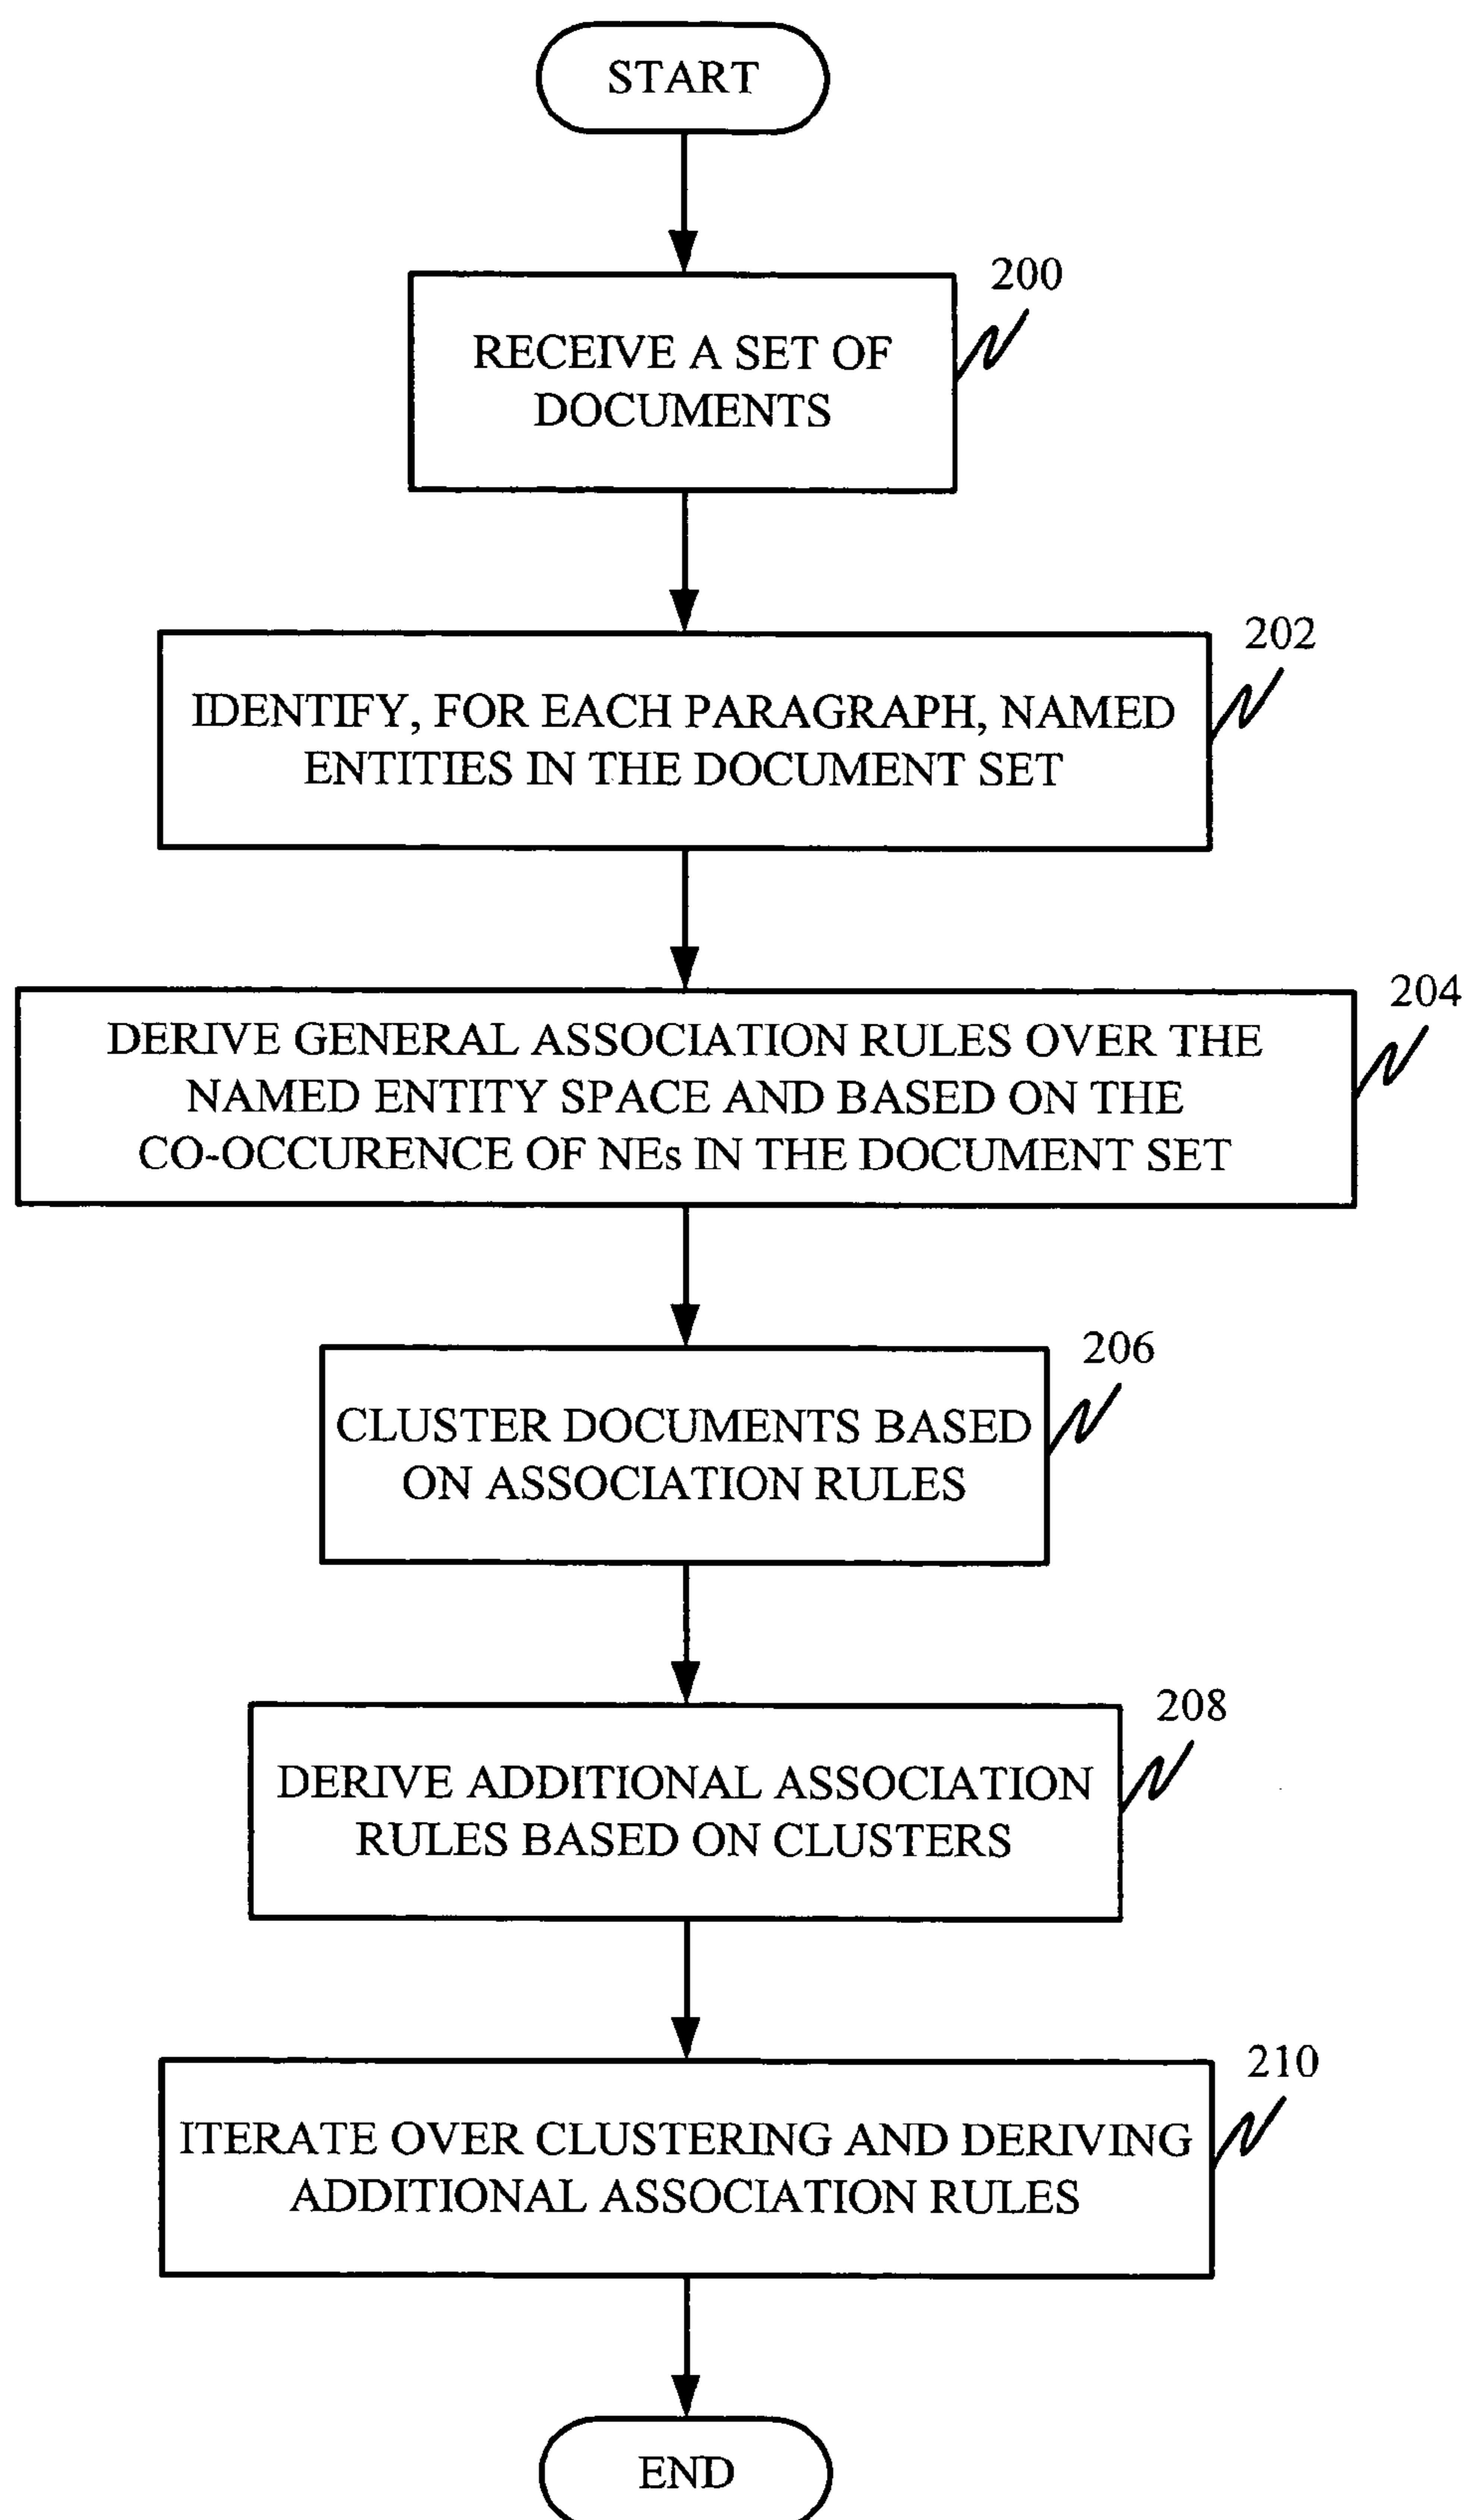 START
200
RECEIVE A SET OF
DOCUMENTS
202
IDENTIFY, FOR EACH PARAGRAPH, NAMED
ENTITIES IN THE DOCUMENT SET
204
DERIVE GENERAL ASSOCIATION RULES OVER THE
NAMED ENTITY SPACE AND BASED ON THE
CO-OCCURENCE OF NEs IN THE DOCUMENT SET
206
CLUSTER DOCUMENTS BASED
ON ASSOCIATION RULES
208
DERIVE ADDITIONAL ASSOCIATION
RULES BASED ON CLUSTERS
210
ITERATE OVER CLUSTERING AND DERIVING
ADDITIONAL ASSOCIATION RULES
END